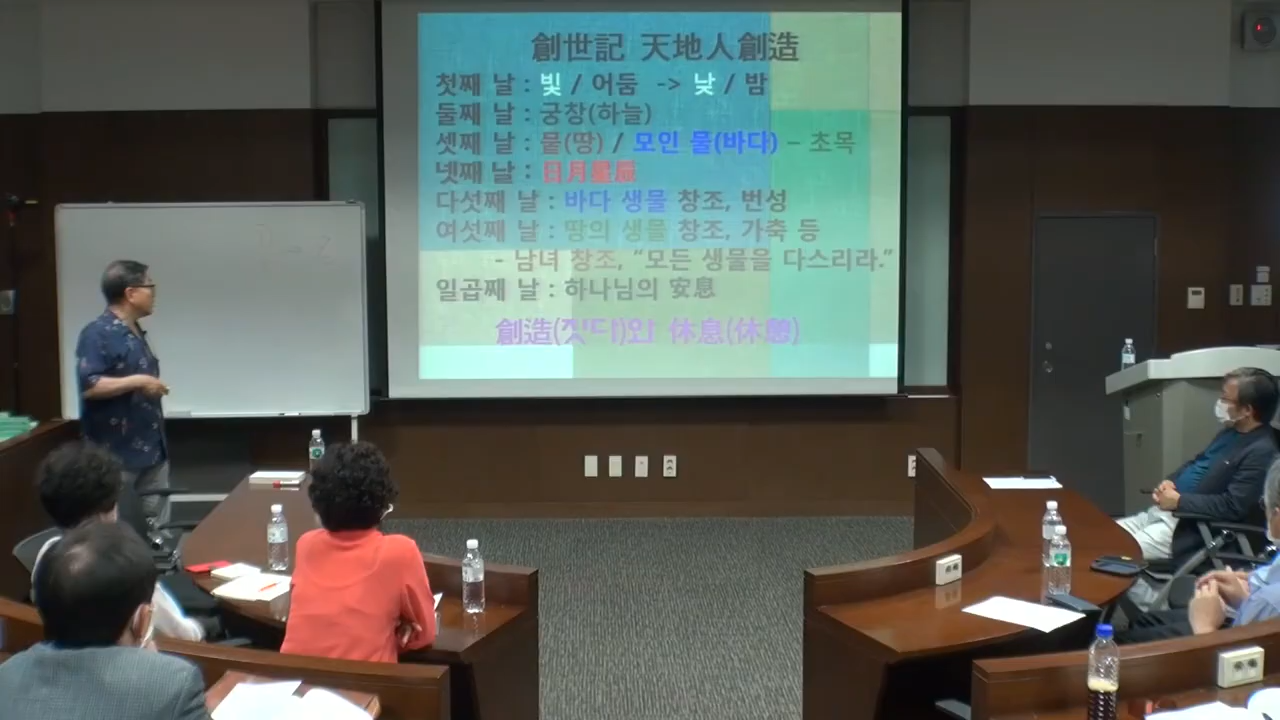 創世記 天地人創造
첫째 날 : 빛 / 어둠 -> 낮 / 밤
둘째 날 : 궁창(하늘)
셋째 날 : 뭍(땅) / 모인 물(바다) – 초목
넷째 날 : 日月星辰
다섯째 날 : 바다 생물 창조, 번성
여섯째 날 : 땅의 생물 창조, 가축 등
- 남녀 창조, “모든 생물을 다스리라.”
일곱째 날 : 하나님의 安息
創造(짓다)와 休息(休憩)